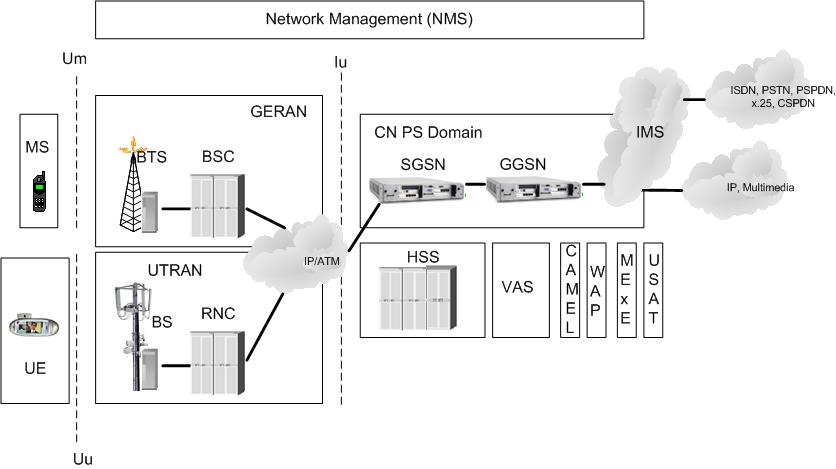 Network Management (NMS)
Um
Iu
ISDN, PSTN, PSPDN,
x.25, CSPDN
GERAN
MS
BTS
BSC
CN PS Domain
SGSN
GGSN
IMS
IP, Multimedia
IP/ATM
UTRAN
BS
RNC
HSS
VAS
CAMEL
WAP
MExE
USAT
UE
Uu